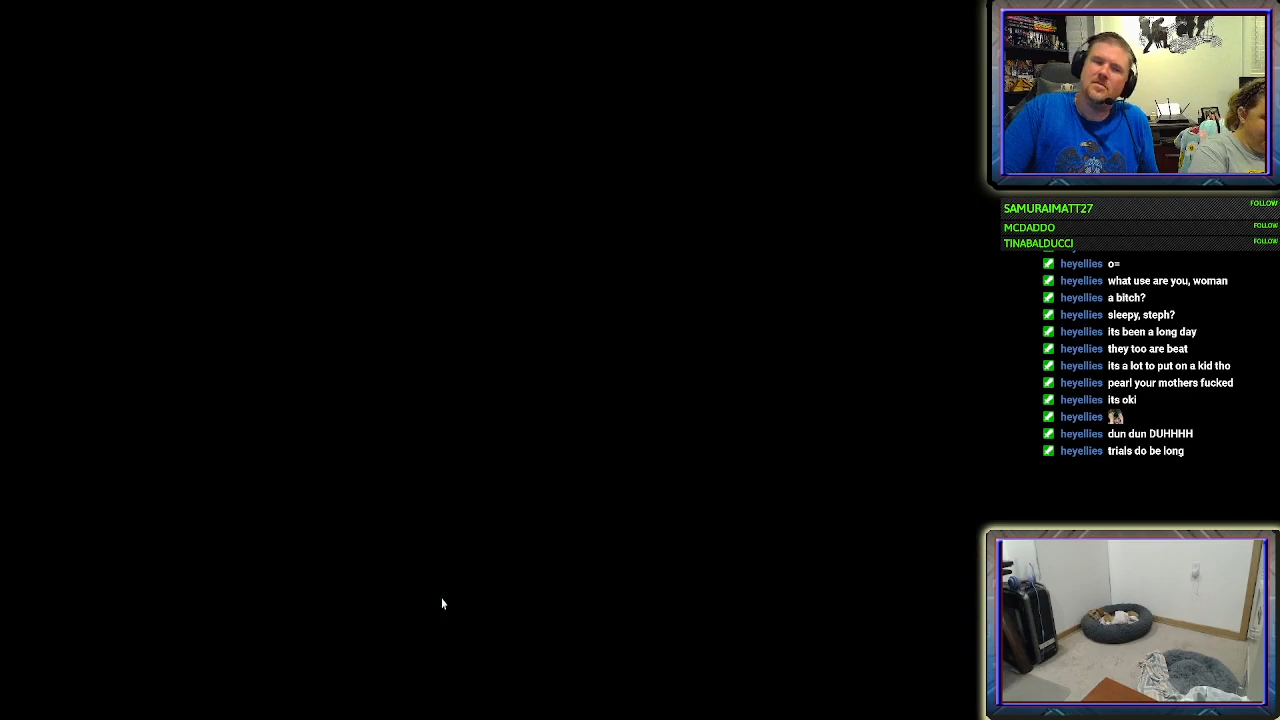 SAMURAIMATT27 FOLLOW
MCDADDO FOLLOW
TINABALDUCCI FOLLOW
heyellies o=
heyellies what use are you, woman
heyellies a bitch?
heyellies sleepy, steph?
heyellies its been a long day
heyellies they too are beat
heyellies its a lot to put on a kid tho
heyellies pearl your mothers fucked
heyellies its oki
heyellies
heyellies dun dun DUHHHH
heyellies trials do be long